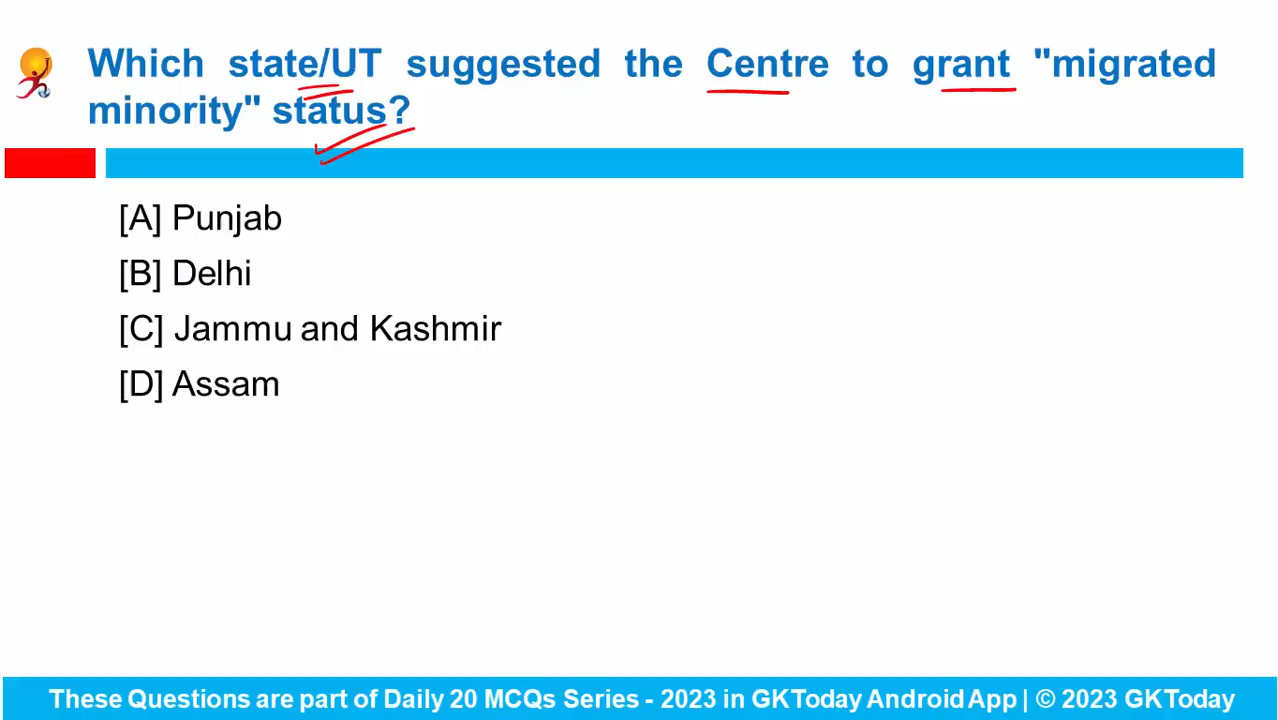 Which state/UT suggested the Centre to grant "migrated
minority" status?
[A] Punjab
[B] Delhi
[C] Jammu and Kashmir
[D] Assam
These Questions are part of Daily 20 MCQs Series - 2023 in GKToday Android App | © 2023 GKToday